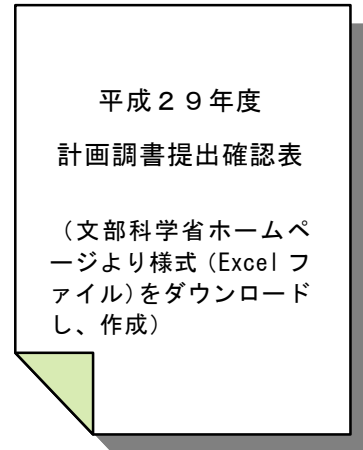 平成２９年度
計画調書提出確認表
（文部科学省ホームペ
ージより様式(Excel フ
ァイル)をダウンロード
し、作成）